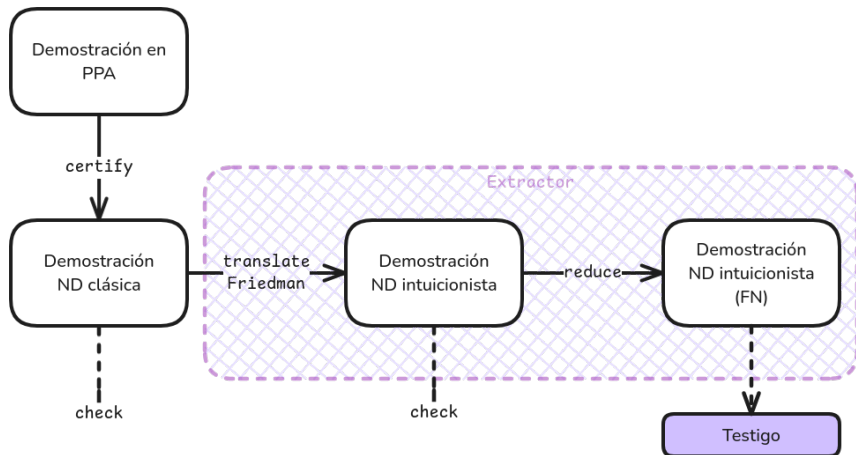 Demostración en
PPA
certify
Extractor
Demostración
ND clásica
translate
Friedman
Demostración
ND intuicionista
reduce
Demostración
ND intuicionista
(FN)
check
check
Testigo